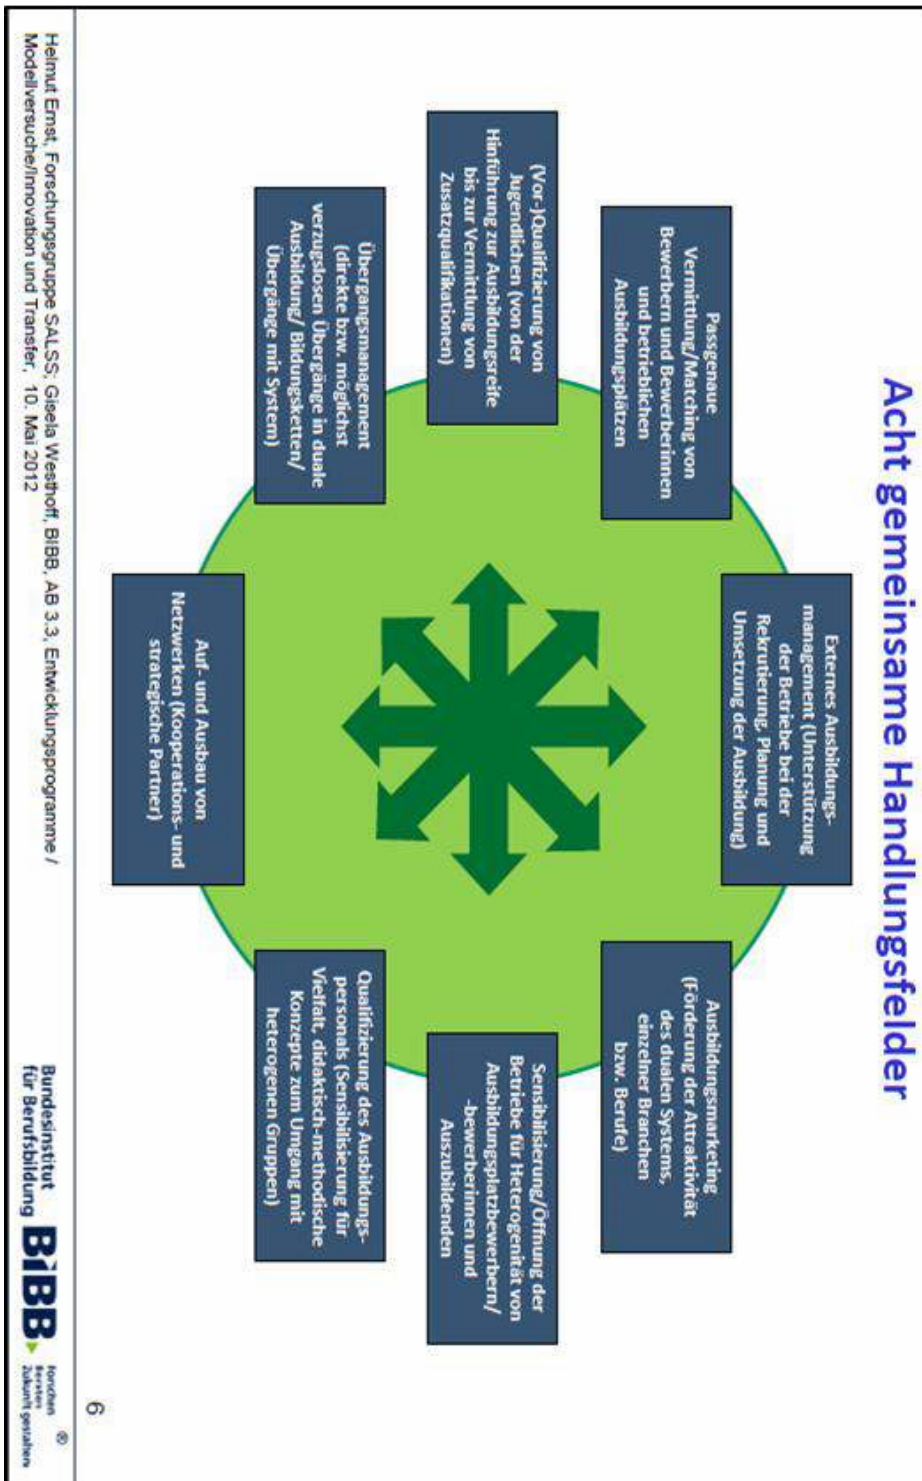 Acht gemeinsame Handlungsfelder
Externes Ausbildungs-
management (Unterstützung
der Betriebe bei der
Rekrutierung, Planung und
Umsetzung der Ausbildung)
Ausbildungsmarketing
(Förderung der Attraktivität
des dualen Systems,
einzelner Branchen
bzw. Berufe)
Sensibilisierung/Öffnung der
Betriebe für Heterogenität von
Ausbildungsplatzbewerbern/
-bewerberinnen und
Auszubildenden
Qualifizierung des Ausbildungs-
personals (Sensibilisierung für
Vielfalt, didaktisch-methodische
Konzepte zum Umgang mit
heterogenen Gruppen)
Auf- und Ausbau von
Netzwerken (Kooperations- und
strategische Partner)
Übergangsmanagement
(direkte bzw. möglichst
verzugslosen Übergänge in duale
Ausbildung/ Bildungsketten/
Übergänge mit System)
(Vor-)Qualifizierung von
Jugendlichen (von der
Hinführung zur Ausbildungsreife
bis zur Vermittlung von
Zusatzqualifikationen)
Passgenaue
Vermittlung/Matching von
Bewerbern und Bewerberinnen
und betrieblichen
Ausbildungsplätzen
6
Helmut Ernst, Forschungsgruppe SALSS; Gisela Westhoff, BIBB, AB 3.3, Entwicklungsprogramme /
Modellversuche/Innovation und Transfer, 10. Mai 2012
Bundesinstitut
für Berufsbildung
BiBB
®
Forschen
Beraten
Zukunft gestalten